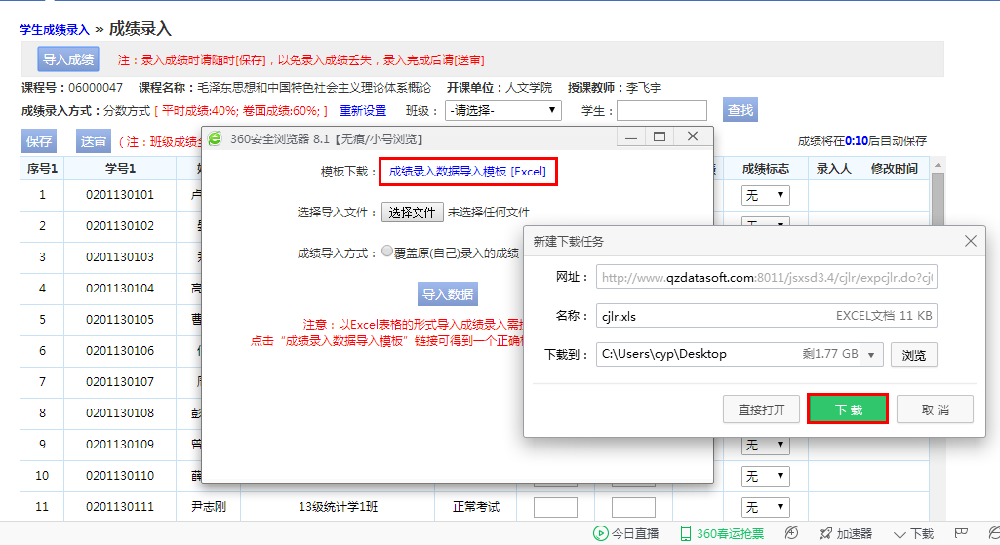 学生成绩录入 » 成绩录入
导入成绩 注：录入成绩时请随时[保存]，以免录入成绩丢失，录入完成后请[送审]
课程号：06000047 课程名称：毛泽东思想和中国特色社会主义理论体系概论 开课单位：人文学院 授课教师：李飞宇
成绩录入方式：分数方式 [ 平时成绩:40%; 卷面成绩:60%; ] 重新设置 班级： -请选择- 学生： 查找
保存 送审 （ 注：班级成绩 成绩将在0:10后自动保存
序号1 学号1 成绩标志 录入人 修改时间
1 0201130101 无
2 0201130102
3 0201130103
4 0201130104
5 0201130105 曹
6 0201130106
7 0201130107
8 0201130108 彭
9 0201130109 无
10 0201130110 薛 无
11 0201130111 尹志刚 13级统计学1班 正常考试 无
360安全浏览器 8.1【无痕/小号浏览】
模板下载： 成绩录入数据导入模板 [Excel]
选择导入文件： 选择文件 未选择任何文件
成绩导入方式： 覆盖原(自己)录入的成绩
导入数据
注意：以Excel表格的形式导入成绩录入需
点击“成绩录入数据导入模板”链接可得到一个正确
新建下载任务
网址： http://www.qzdatasoft.com:8011/jsxsd3.4/cjlr/expcjlr.do?cj
名称： cjlr.xls EXCEL文档 11 KB
下载到： C:\Users\cyp\Desktop 剩1.77 GB 浏览
直接打开 下 载 取 消
今日直播 360春运抢票 加速器 下载